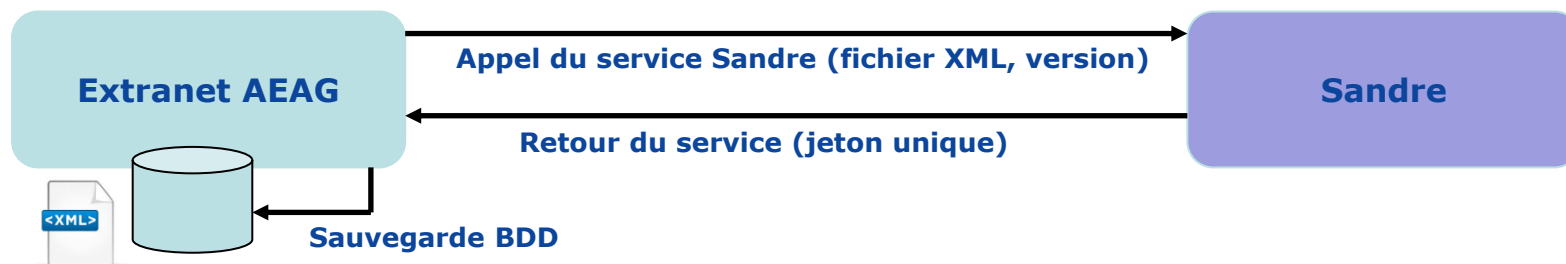 Appel du service Sandre (fichier XML, version)
Extranet AEAG
Sandre
Retour du service (jeton unique)
<XML>
Sauvegarde BDD